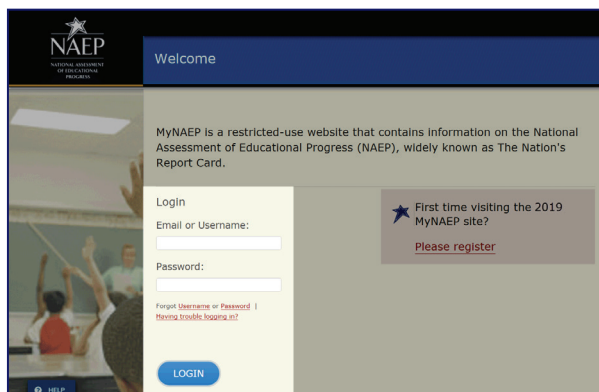 NAEP
NATIONAL ASSESSMENT
OF EDUCATIONAL
PROGRESS
Welcome
MyNAEP is a restricted-use website that contains information on the National
Assessment of Educational Progress (NAEP), widely known as The Nation's
Report Card.
Login
Email or Username:
Password:
Forgot Username or Password |
Having trouble logging in?
LOGIN
First time visiting the 2019
MyNAEP site?
Please register
HELP